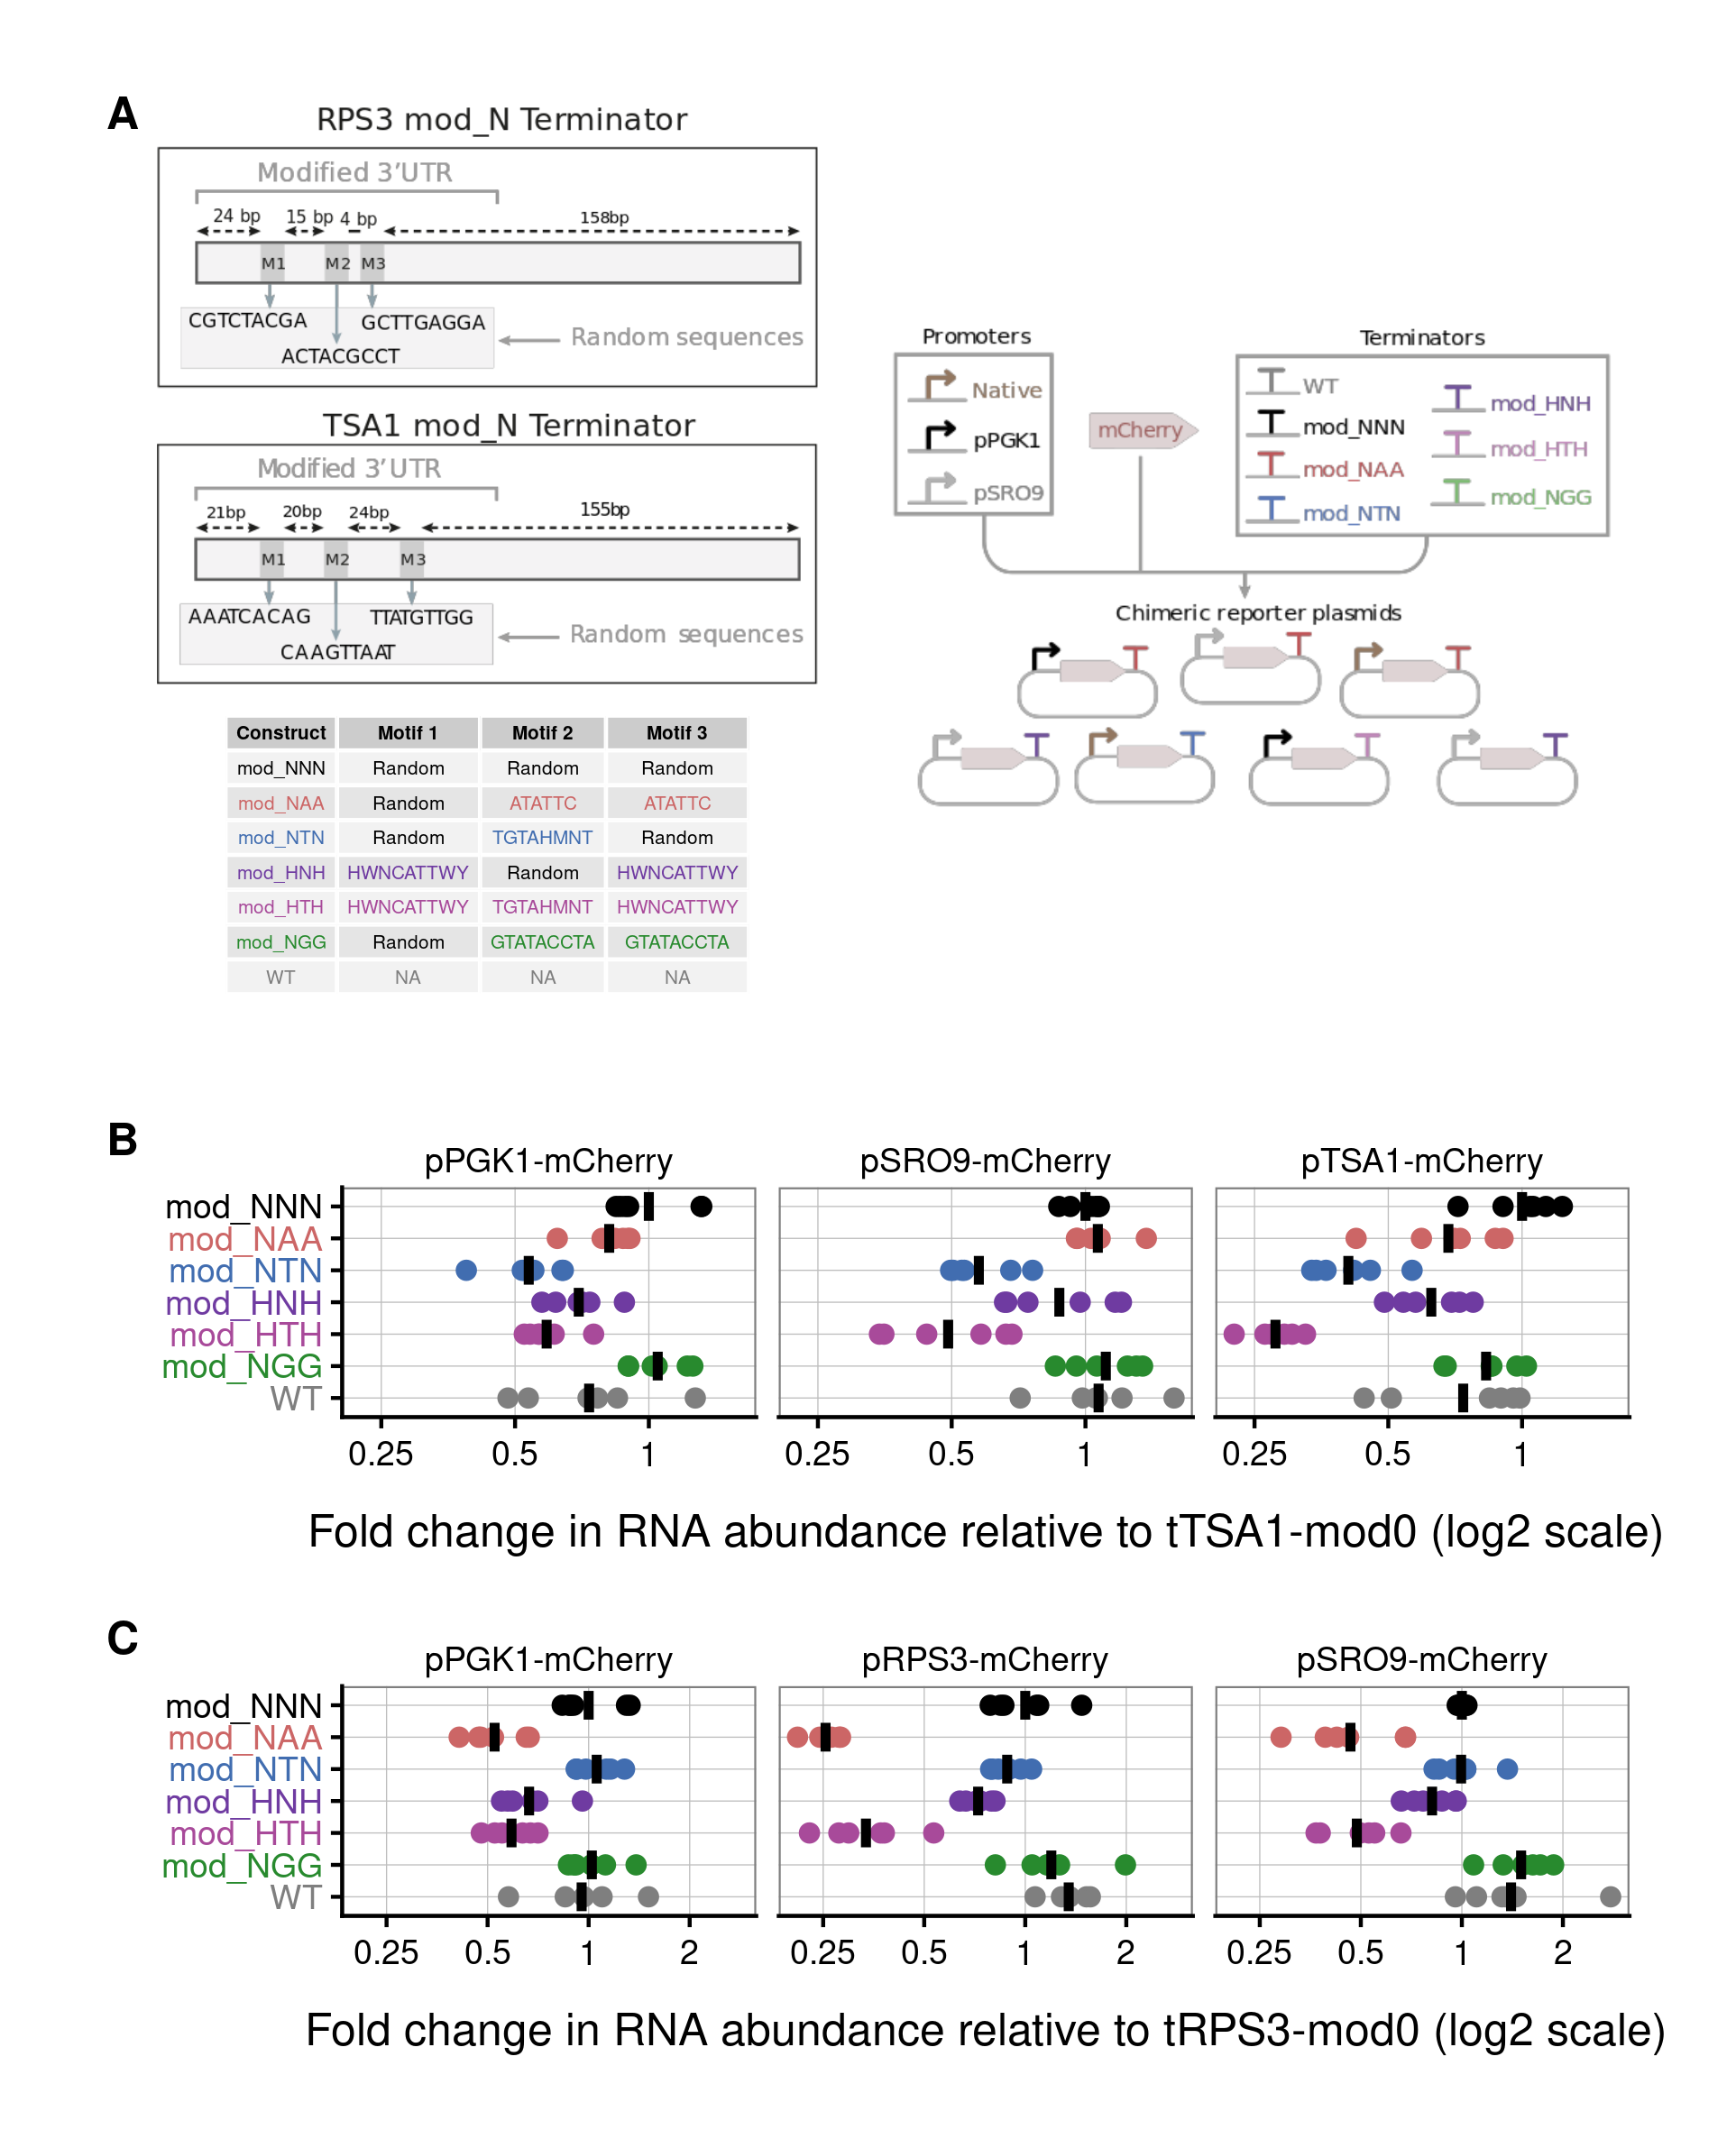 A
RPS3 mod_N Terminator
Modified 3’UTR
24 bp 15 bp 4 bp 158bp
M1 M2 M3
CGTCTACGA GCTTGAGGA
Random sequences
ACTACGCCT
TSA1 mod_N Terminator
Modified 3’UTR
21bp 20bp 24bp 155bp
M1 M2 M3
AAATCACAG TTATGTTGG
Random sequences
CAAGTTAAT
Construct Motif 1 Motif 2 Motif 3
mod_NNN Random Random Random
mod_NAA Random ATATTC ATATTC
mod_NTN Random TGTAHMNT Random
mod_HNH HWNCATTWY Random HWNCATTWY
mod_HTH HWNCATTWY TGTAHMNT HWNCATTWY
mod_NGG Random GTATACCTA GTATACCTA
WT NA NA NA
Promoters
Native
pPGK1
pSRO9
mCherry
Terminators
WT
mod_NNN
mod_NAA
mod_NTN
mod_HNH
mod_HTH
mod_NGG
Chimeric reporter plasmids
B
pPGK1-mCherry pSRO9-mCherry pTSA1-mCherry
mod_NNN
mod_NAA
mod_NTN
mod_HNH
mod_HTH
mod_NGG
WT
0.25 0.5 1 0.25 0.5 1 0.25 0.5 1
Fold change in RNA abundance relative to tTSA1-mod0 (log2 scale)
C
pPGK1-mCherry pRPS3-mCherry pSRO9-mCherry
mod_NNN
mod_NAA
mod_NTN
mod_HNH
mod_HTH
mod_NGG
WT
0.25 0.5 1 2 0.25 0.5 1 2 0.25 0.5 1 2
Fold change in RNA abundance relative to tRPS3-mod0 (log2 scale)